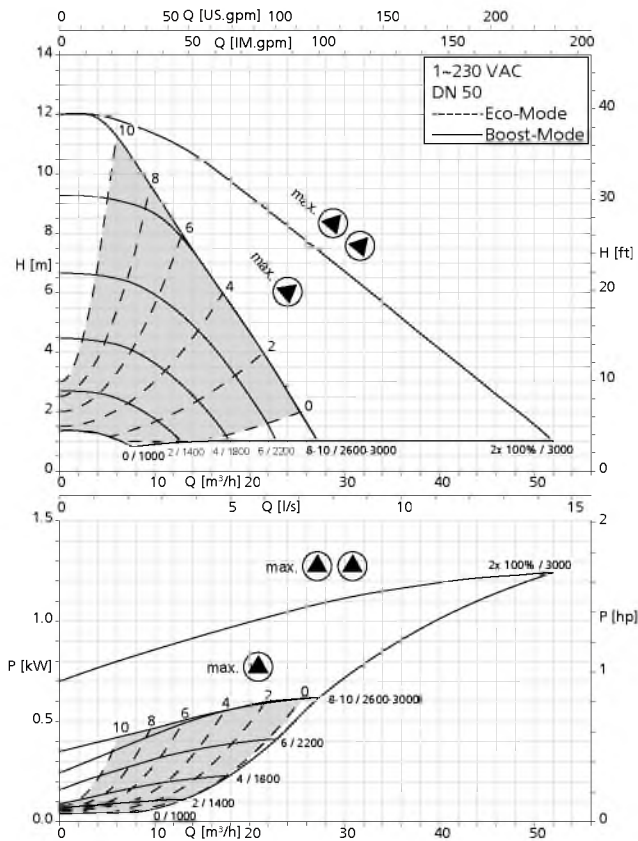 50 Q [US.gpm] 100 150 200
0 50 Q [IM.gpm] 100 150 200
14
12
10
8
H [m]
6
4
2
0
1~230 VAC
DN 50
Eco-Mode
Boost-Mode
40
30
H [ft]
20
10
0
10
8
6
4
2
0
max.
max.
0 / 1000 2 / 1400 4 / 1800 6 / 2200 8-10 / 2600-3000 2x 100% / 3000
0 10 Q [m³/h] 20 30 40 50
0 5 Q [l/s] 10 15
1.5
1.0
P [kW]
0.5
0.0
2
P [hp]
1
0
max.
2x 100% / 3000
max.
10 8 6 4 2 0
8-10 / 2600-3000
6 / 2200
4 / 1600
2 / 1400
0 / 1000
0 10 Q [m³/h] 20 30 40 50